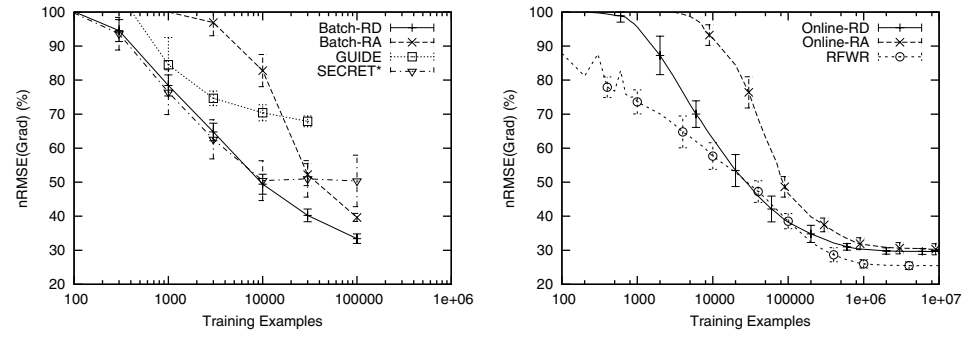 100
90
80
70
60
50
40
30
20
nRMSE(Grad) (%)
Batch-RD
Batch-RA
GUIDE
SECRET*
100
1000
10000
100000
1e+06
Training Examples
100
90
80
70
60
50
40
30
20
nRMSE(Grad) (%)
Online-RD
Online-RA
RFWR
100
1000
10000
100000
1e+06
1e+07
Training Examples